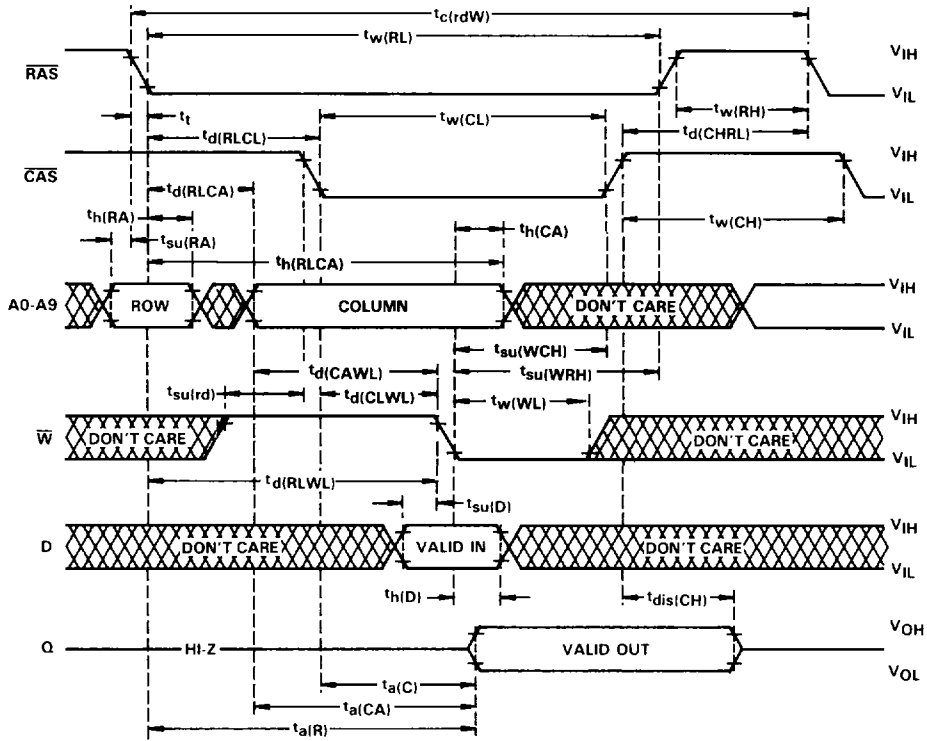 tc(rdW)
tw(RL)
RAS
VIH
VIL
tw(RH)
tt
td(RLCL)
tw(CL)
td(CHRL)
CAS
VIH
VIL
td(RLCA)
th(RA)
tw(CH)
tsu(RA)
th(CA)
th(RLCA)
A0-A9
ROW
COLUMN
DON'T CARE
VIH
VIL
tsu(WCH)
td(CAWL)
tsu(WRH)
tsu(rd)
td(CLWL)
tw(WL)
W
DON'T CARE
DON'T CARE
VIH
VIL
td(RLWL)
tsu(D)
D
DON'T CARE
VALID IN
DON'T CARE
VIH
VIL
th(D)
tdis(CH)
Q
HI-Z
VALID OUT
VOH
VOL
ta(C)
ta(CA)
ta(R)